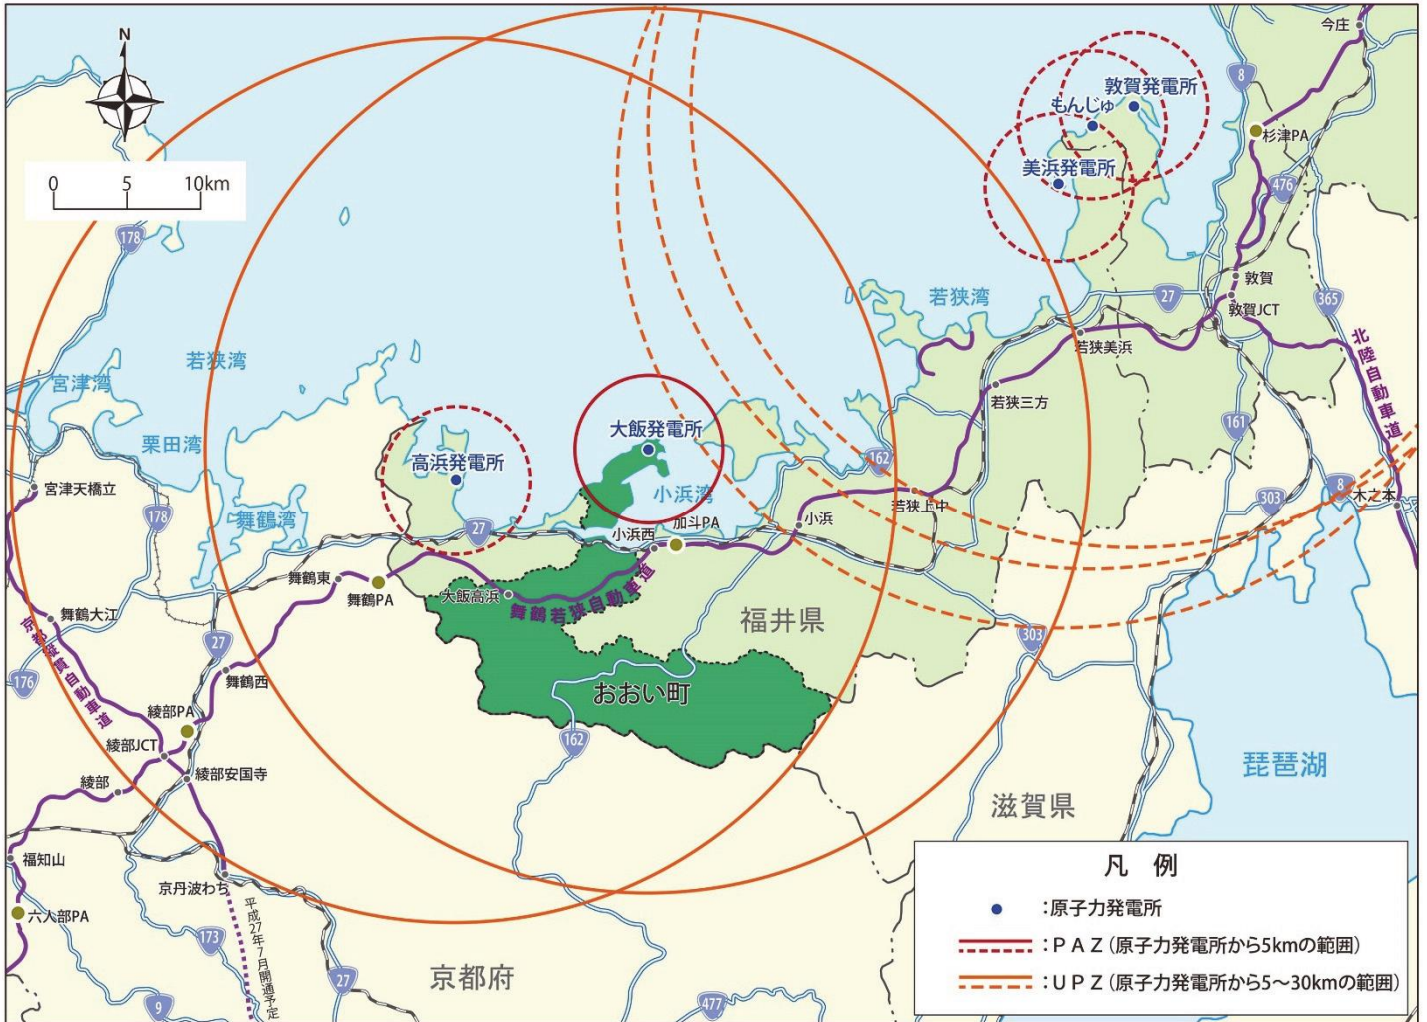 N
0 5 10km
今庄
8
敦賀発電所
もんじゅ
杉津PA
美浜発電所
476
178
敦賀
若狭湾
27
敦賀JCT
365
若狭美浜
北陸自動車道
若狭湾
宮津湾
若狭三方
161
大飯発電所
栗田湾
高浜発電所
162
宮津天橋立
小浜湾
若狭上中
303
8
木之本
178
舞鶴湾
27
小浜西
加斗PA
小浜
舞鶴東
舞鶴PA
大飯高浜
舞鶴若狭自動車道
福井県
舞鶴大江
京都縦貫自動車道
27
303
176
舞鶴西
おおい町
綾部PA
162
綾部JCT
綾部
綾部安国寺
琵琶湖
滋賀県
福知山
京丹波わち
六人部PA
平成27年7月開通予定
173
京都府
27
9
477
凡 例
:原子力発電所
:PAZ(原子力発電所から5kmの範囲)
:UPZ(原子力発電所から5～30kmの範囲)